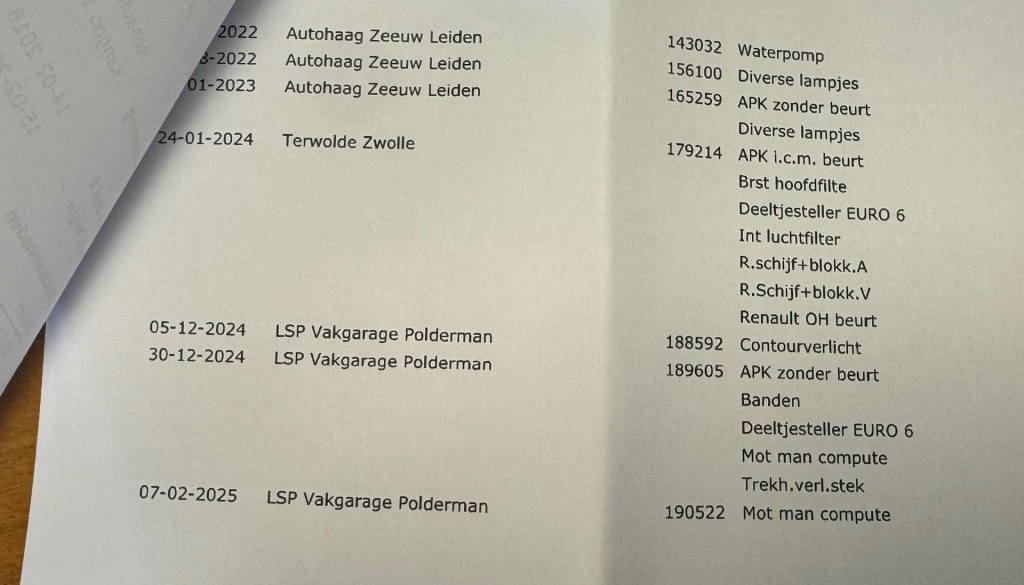 2022 Autohaag Zeeuw Leiden 143032 Waterpomp
-2022 Autohaag Zeeuw Leiden 156100 Diverse lampjes
01-2023 Autohaag Zeeuw Leiden 165259 APK zonder beurt
Diverse lampjes
24-01-2024 Terwolde Zwolle 179214 APK i.c.m. beurt
Brst hoofdfilte
Deeltjesteller EURO 6
Int luchtfilter
R.schijf+blokk.A
R.Schijf+blokk.V
Renault OH beurt
05-12-2024 LSP Vakgarage Polderman 188592 Contourverlicht
30-12-2024 LSP Vakgarage Polderman 189605 APK zonder beurt
Banden
Deeltjesteller EURO 6
Mot man compute
Trekh.verl.stek
07-02-2025 LSP Vakgarage Polderman 190522 Mot man compute